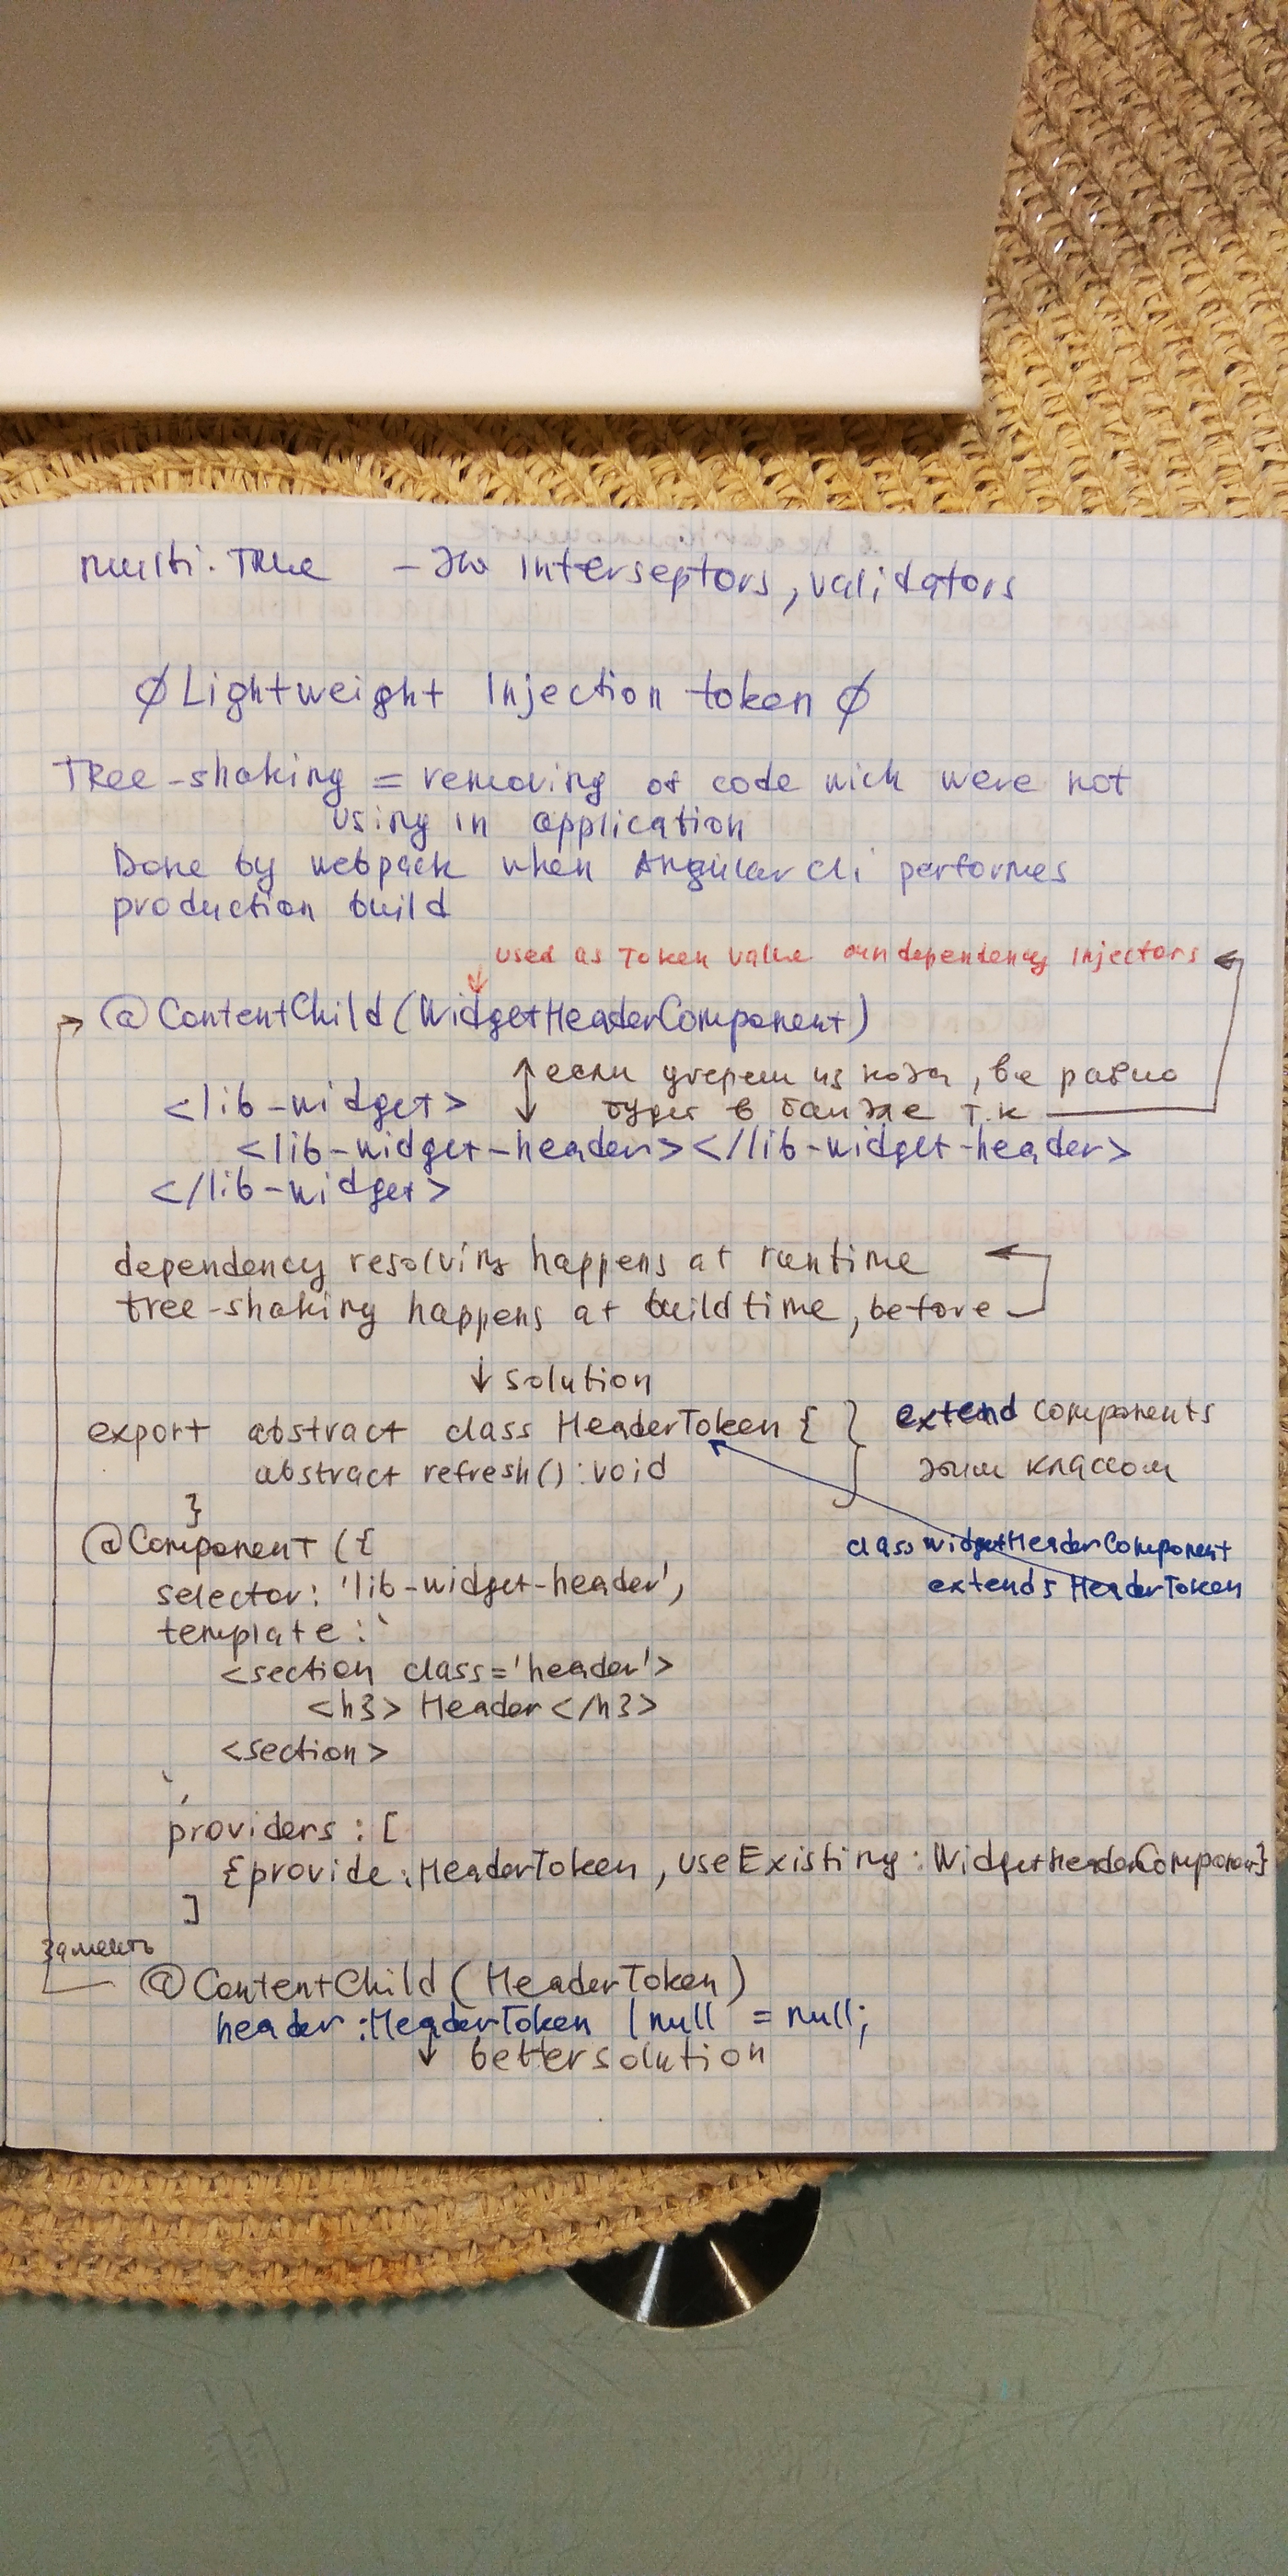 multi: True – это interseptors, validators
∅ Lightweight Injection token ∅
Tree-shaking = removing of code wich were not
using in application
Done by webpack when Angular cli performes
production build
used as Token value для dependency Injectors
@ContentChild(WidgetHeaderComponent)
если уберем из кода, все равно
<lib-widget> будет в бандле т.к
<lib-widget-header></lib-widget-header>
</lib-widget>
dependency resolving happens at runtime
tree-shaking happens at buildtime, before
↓ solution
export abstract class HeaderToken { } extend components
abstract refresh(): void этим классом
}
@Component ({ class WidgetHeaderComponent
selector: 'lib-widget-header', extends HeaderToken
template: `
<section class='header'>
<h3> Header </h3>
<section>
`,
providers : [
{provide: HeaderToken, useExisting: WidgetHeaderComponent}
]
заменить
@ContentChild (HeaderToken)
header: HeaderToken | null = null;
↓ better solution